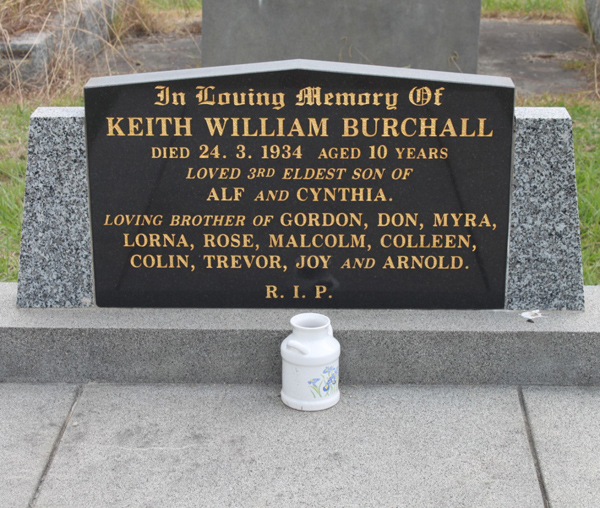 In Loving Memory Of
KEITH WILLIAM BURCHALL
DIED 24. 3. 1934 AGED 10 YEARS
LOVED 3RD ELDEST SON OF
ALF AND CYNTHIA.
LOVING BROTHER OF GORDON, DON, MYRA,
LORNA, ROSE, MALCOLM, COLLEEN,
COLIN, TREVOR, JOY AND ARNOLD.
R. I. P.